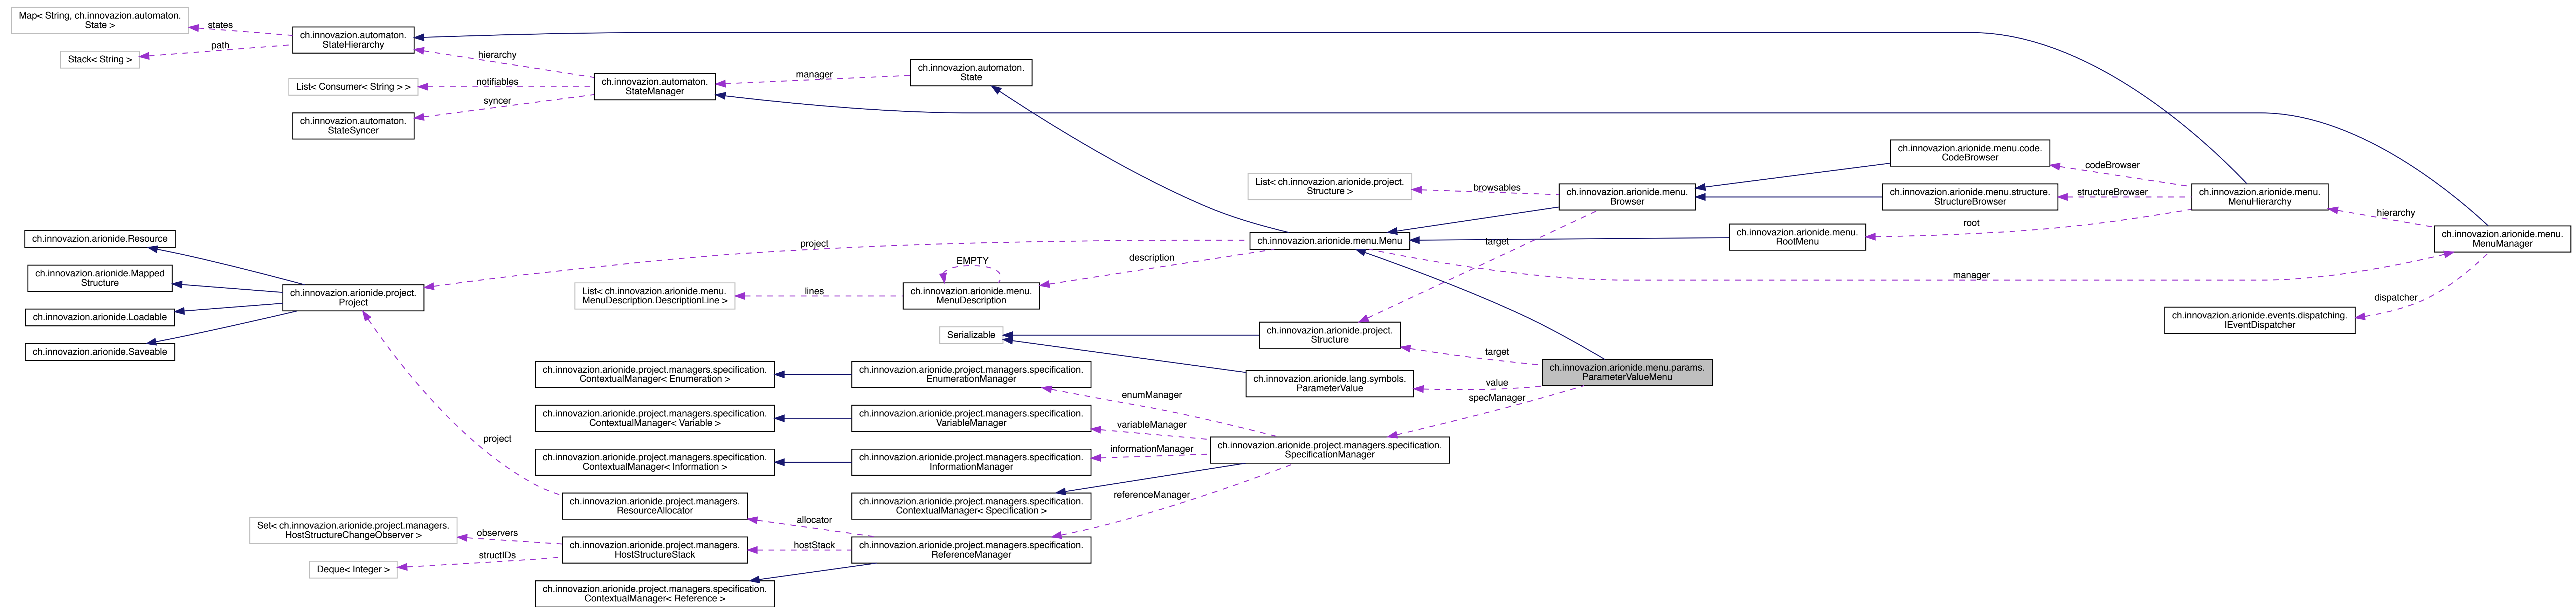 Map< String, ch.innovazion.automaton.
State >
states
path
Stack< String >
ch.innovazion.automaton.
StateHierarchy
hierarchy
List< Consumer< String > >
notifiables
syncer
ch.innovazion.automaton.
StateSyncer
ch.innovazion.automaton.
StateManager
manager
ch.innovazion.automaton.
State
ch.innovazion.arionide.menu.code.
CodeBrowser
codeBrowser
List< ch.innovazion.arionide.project.
Structure >
browsables
ch.innovazion.arionide.menu.
Browser
ch.innovazion.arionide.menu.structure.
StructureBrowser
structureBrowser
ch.innovazion.arionide.menu.
MenuHierarchy
hierarchy
root
ch.innovazion.arionide.menu.
RootMenu
ch.innovazion.arionide.menu.
MenuManager
ch.innovazion.arionide.Resource
project
ch.innovazion.arionide.menu.Menu
target
description
EMPTY
manager
ch.innovazion.arionide.Mapped
Structure
ch.innovazion.arionide.project.
Project
List< ch.innovazion.arionide.menu.
MenuDescription.DescriptionLine >
lines
ch.innovazion.arionide.menu.
MenuDescription
dispatcher
ch.innovazion.arionide.Loadable
ch.innovazion.arionide.events.dispatching.
IEventDispatcher
Serializable
ch.innovazion.arionide.project.
Structure
target
ch.innovazion.arionide.Saveable
ch.innovazion.arionide.project.managers.specification.
ContextualManager< Enumeration >
ch.innovazion.arionide.project.managers.specification.
EnumerationManager
ch.innovazion.arionide.lang.symbols.
ParameterValue
value
ch.innovazion.arionide.menu.params.
ParameterValueMenu
enumManager
specManager
ch.innovazion.arionide.project.managers.specification.
ContextualManager< Variable >
ch.innovazion.arionide.project.managers.specification.
VariableManager
variableManager
project
informationManager
ch.innovazion.arionide.project.managers.specification.
SpecificationManager
ch.innovazion.arionide.project.managers.specification.
ContextualManager< Information >
ch.innovazion.arionide.project.managers.specification.
InformationManager
referenceManager
ch.innovazion.arionide.project.managers.
ResourceAllocator
ch.innovazion.arionide.project.managers.specification.
ContextualManager< Specification >
allocator
Set< ch.innovazion.arionide.project.managers.
HostStructureChangeObserver >
observers
structIDs
ch.innovazion.arionide.project.managers.
HostStructureStack
hostStack
ch.innovazion.arionide.project.managers.specification.
ReferenceManager
Deque< Integer >
ch.innovazion.arionide.project.managers.specification.
ContextualManager< Reference >